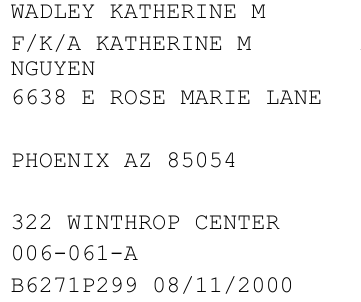 WADLEY KATHERINE M
F/K/A KATHERINE M
NGUYEN
6638 E ROSE MARIE LANE
PHOENIX AZ 85054
322 WINTHROP CENTER
006-061-A
B6271P299 08/11/2000